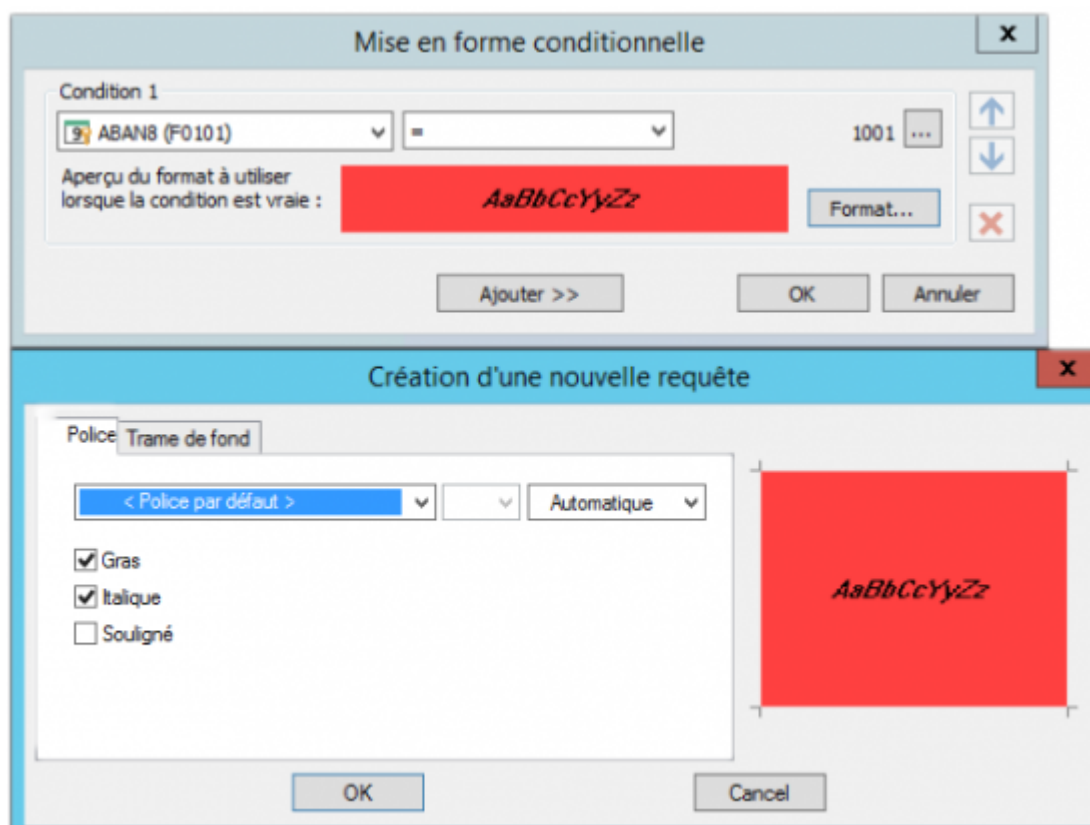 Mise en forme conditionnelle
x
Condition 1
9 ABAN8 (F0101) = 1001 ...
Aperçu du format à utiliser
lorsque la condition est vraie :
AaBbCcYyZz
Format...
Ajouter >> OK Annuler
Création d'une nouvelle requête
x
Police Trame de fond
< Police par défaut > Automatique
Gras
Italique
Souligné
AaBbCcYyZz
OK Cancel